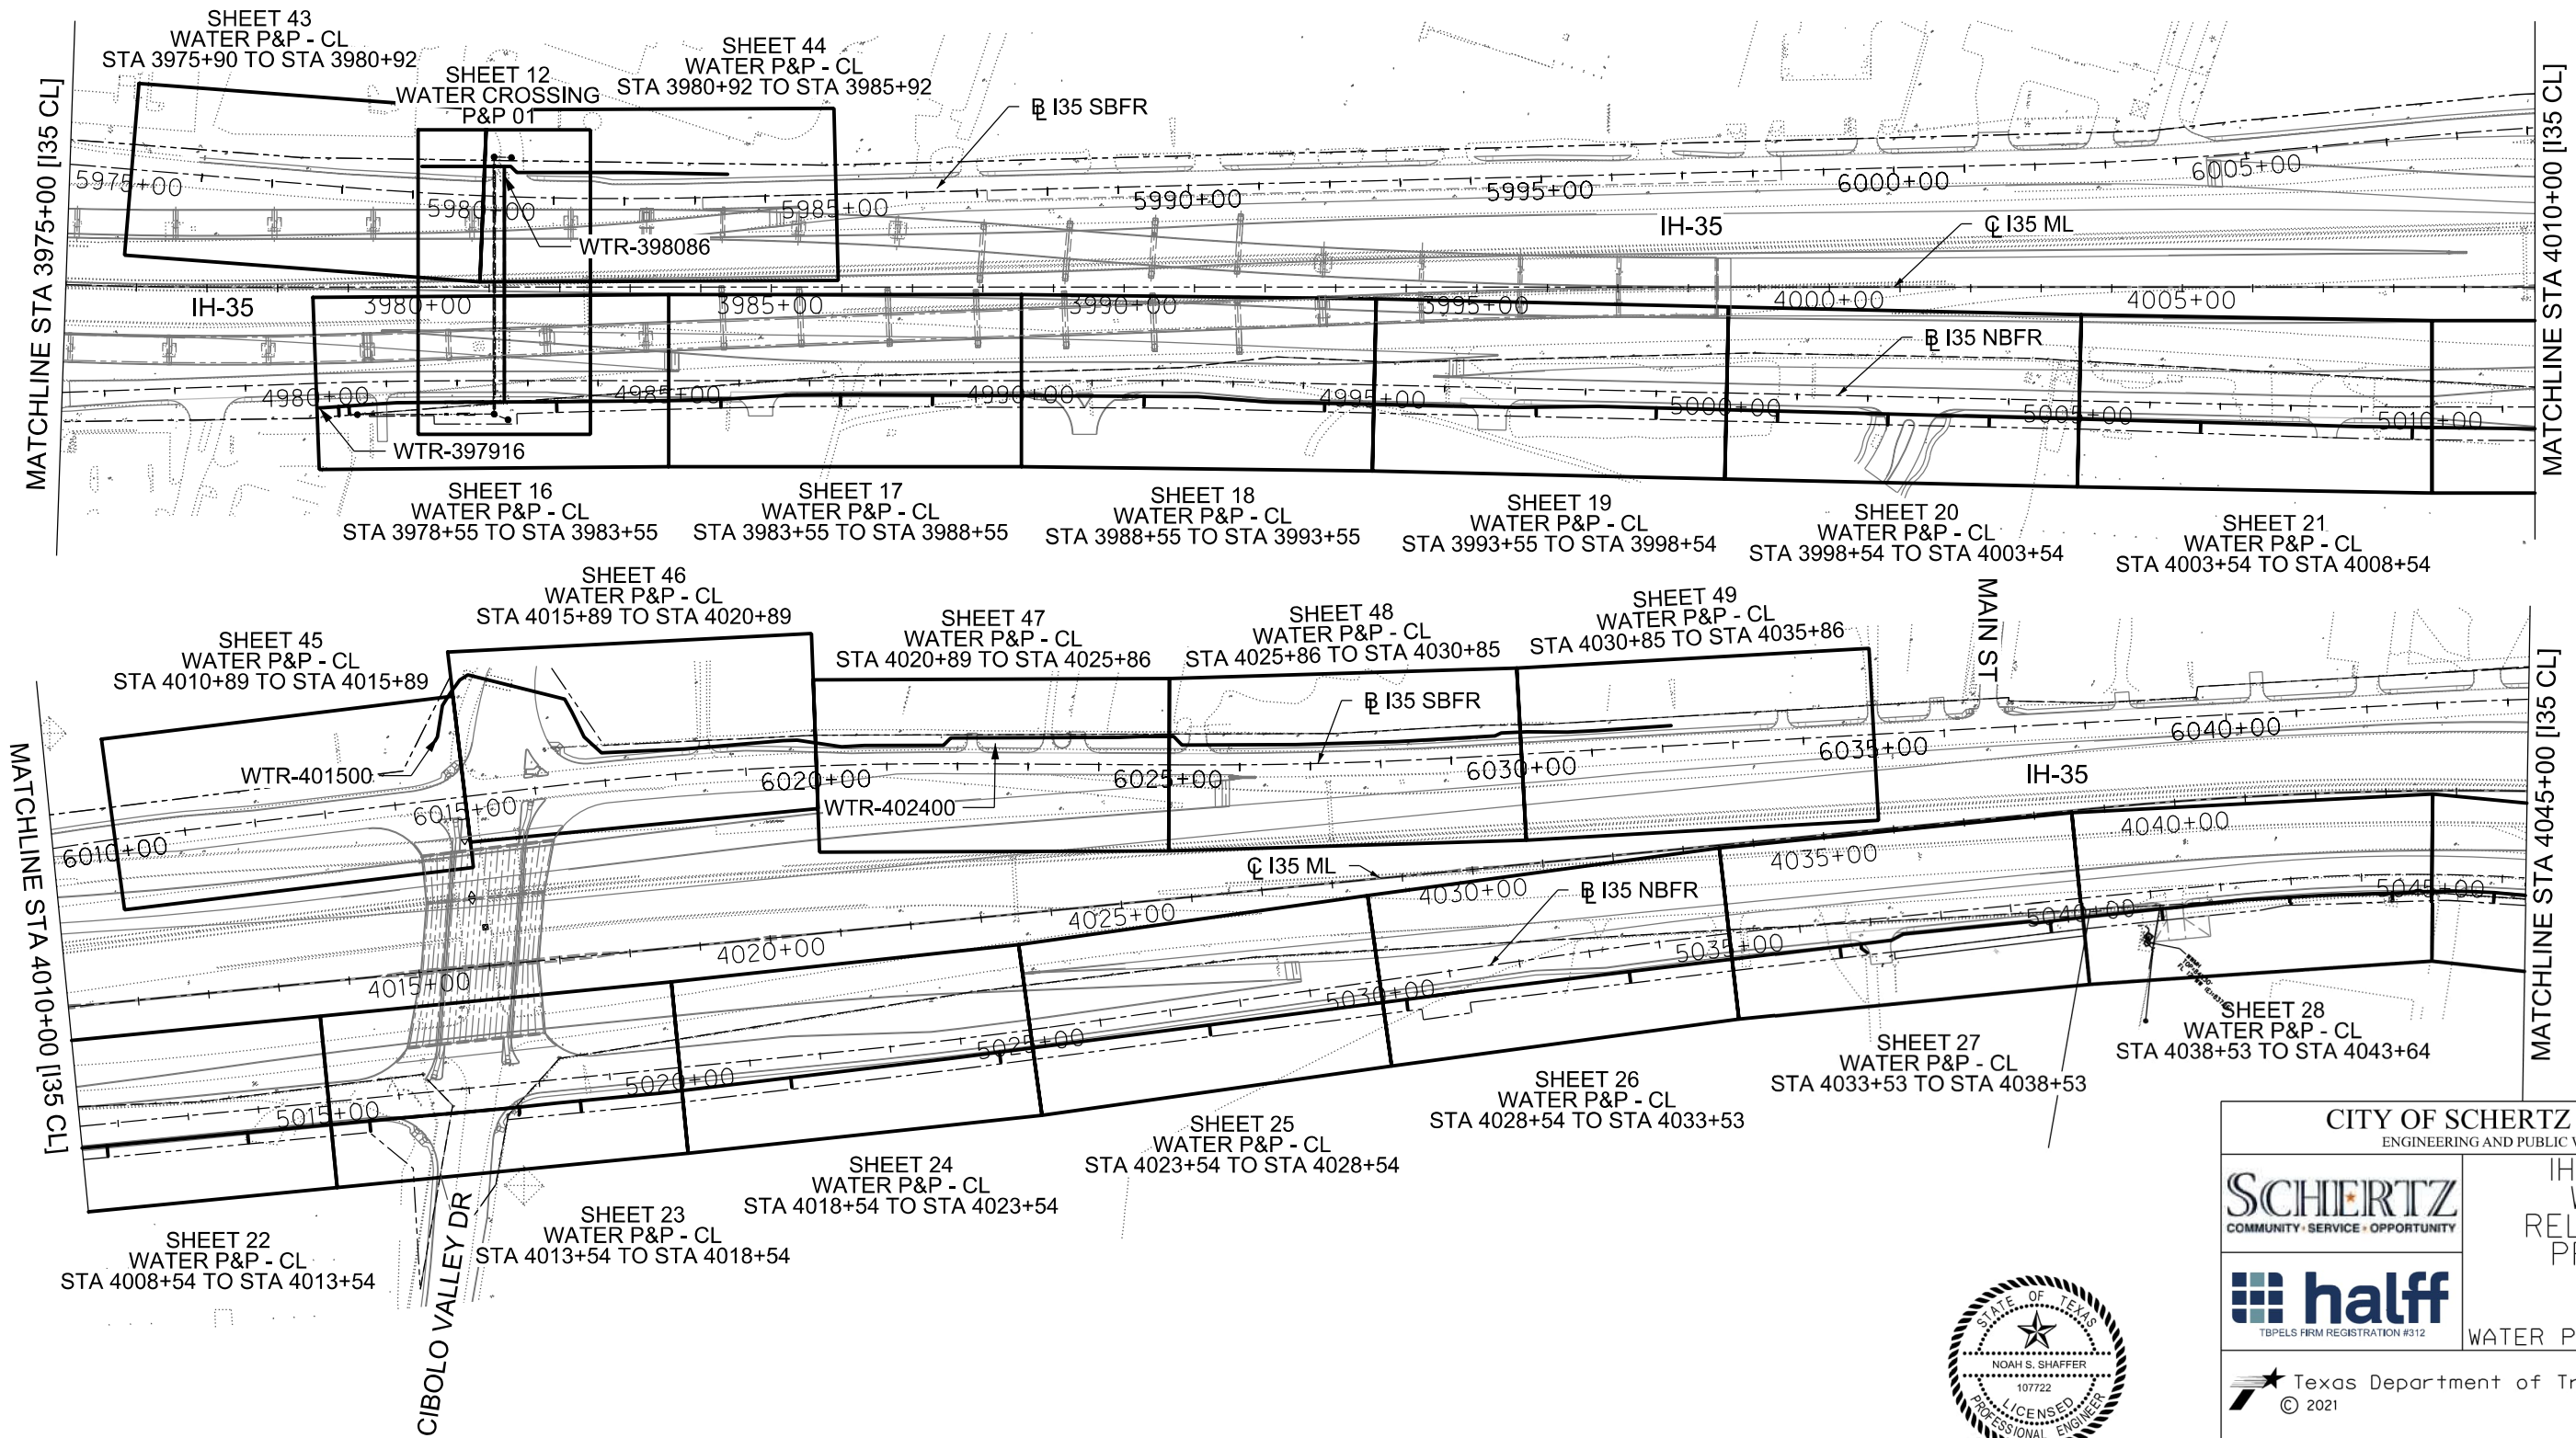 SHEET 43
WATER P&P - CL
STA 3975+90 TO STA 3980+92
SHEET 12
WATER CROSSING
P&P 01
SHEET 44
WATER P&P - CL
STA 3980+92 TO STA 3985+92
BL I35 SBFR
MATCHLINE STA 3975+00 [I35 CL]
MATCHLINE STA 4010+00 [I35 CL]
5975+00
5980+00
5985+00
5990+00
5995+00
6000+00
6005+00
WTR-398086
IH-35
CL I35 ML
IH-35
3980+00
3985+00
3990+00
3995+00
4000+00
4005+00
BL I35 NBFR
4980+00
4985+00
4990+00
4995+00
5000+00
5005+00
5010+00
WTR-397916
SHEET 16
WATER P&P - CL
STA 3978+55 TO STA 3983+55
SHEET 17
WATER P&P - CL
STA 3983+55 TO STA 3988+55
SHEET 18
WATER P&P - CL
STA 3988+55 TO STA 3993+55
SHEET 19
WATER P&P - CL
STA 3993+55 TO STA 3998+54
SHEET 20
WATER P&P - CL
STA 3998+54 TO STA 4003+54
SHEET 21
WATER P&P - CL
STA 4003+54 TO STA 4008+54
SHEET 45
WATER P&P - CL
STA 4010+89 TO STA 4015+89
SHEET 46
WATER P&P - CL
STA 4015+89 TO STA 4020+89
SHEET 47
WATER P&P - CL
STA 4020+89 TO STA 4025+86
SHEET 48
WATER P&P - CL
STA 4025+86 TO STA 4030+85
SHEET 49
WATER P&P - CL
STA 4030+85 TO STA 4035+86
MAIN ST
MATCHLINE STA 4010+00 [I35 CL]
MATCHLINE STA 4045+00 [I35 CL]
BL I35 SBFR
WTR-401500
WTR-402400
6010+00
6015+00
6020+00
6025+00
6030+00
6035+00
6040+00
IH-35
CL I35 ML
4015+00
4020+00
4025+00
4030+00
4035+00
4040+00
BL I35 NBFR
5015+00
5020+00
5025+00
5030+00
5035+00
5040+00
5045+00
SHEET 22
WATER P&P - CL
STA 4008+54 TO STA 4013+54
SHEET 23
WATER P&P - CL
STA 4013+54 TO STA 4018+54
SHEET 24
WATER P&P - CL
STA 4018+54 TO STA 4023+54
SHEET 25
WATER P&P - CL
STA 4023+54 TO STA 4028+54
SHEET 26
WATER P&P - CL
STA 4028+54 TO STA 4033+53
SHEET 27
WATER P&P - CL
STA 4033+53 TO STA 4038+53
SHEET 28
WATER P&P - CL
STA 4038+53 TO STA 4043+64
CIBOLO VALLEY DR
STATE OF TEXAS
NOAH S. SHAFFER
107722
LICENSED
PROFESSIONAL ENGINEER
CITY OF SCHERTZ
ENGINEERING AND PUBLIC W
SCHERTZ
COMMUNITY SERVICE OPPORTUNITY
IH
W
REL
PR
halff
TBPELS FIRM REGISTRATION #312
WATER P
Texas Department of Tr
© 2021